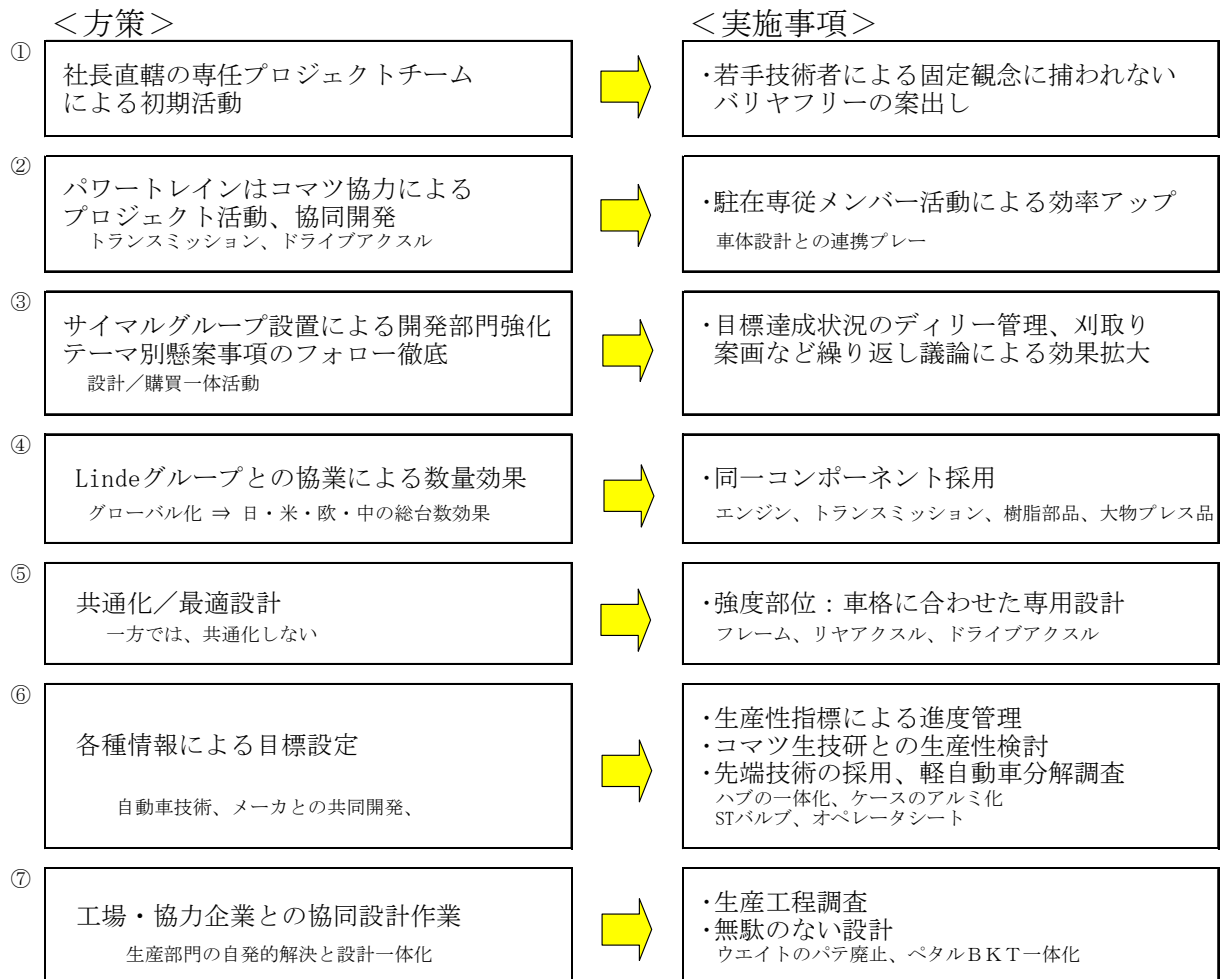 ＜方策＞
＜実施事項＞
①
社長直轄の専任プロジェクトチーム
による初期活動
・若手技術者による固定観念に捕われない
バリヤフリーの案出し
②
パワートレインはコマツ協力による
プロジェクト活動、協同開発
トランスミッション、ドライブアクスル
・駐在専従メンバー活動による効率アップ
車体設計との連携プレー
③
サイマルグループ設置による開発部門強化
テーマ別懸案事項のフォロー徹底
設計／購買一体活動
・目標達成状況のディリー管理、刈取り
案画など繰り返し議論による効果拡大
④
Lindeグループとの協業による数量効果
グローバル化 ⇒ 日・米・欧・中の総台数効果
・同一コンポーネント採用
エンジン、トランスミッション、樹脂部品、大物プレス品
⑤
共通化／最適設計
一方では、共通化しない
・強度部位：車格に合わせた専用設計
フレーム、リヤアクスル、ドライブアクスル
⑥
各種情報による目標設定
自動車技術、メーカとの共同開発、
・生産性指標による進度管理
・コマツ生技研との生産性検討
・先端技術の採用、軽自動車分解調査
ハブの一体化、ケースのアルミ化
STバルブ、オペレータシート
⑦
工場・協力企業との協同設計作業
生産部門の自発的解決と設計一体化
・生産工程調査
・無駄のない設計
ウエイトのパテ廃止、ペタルＢＫＴ一体化